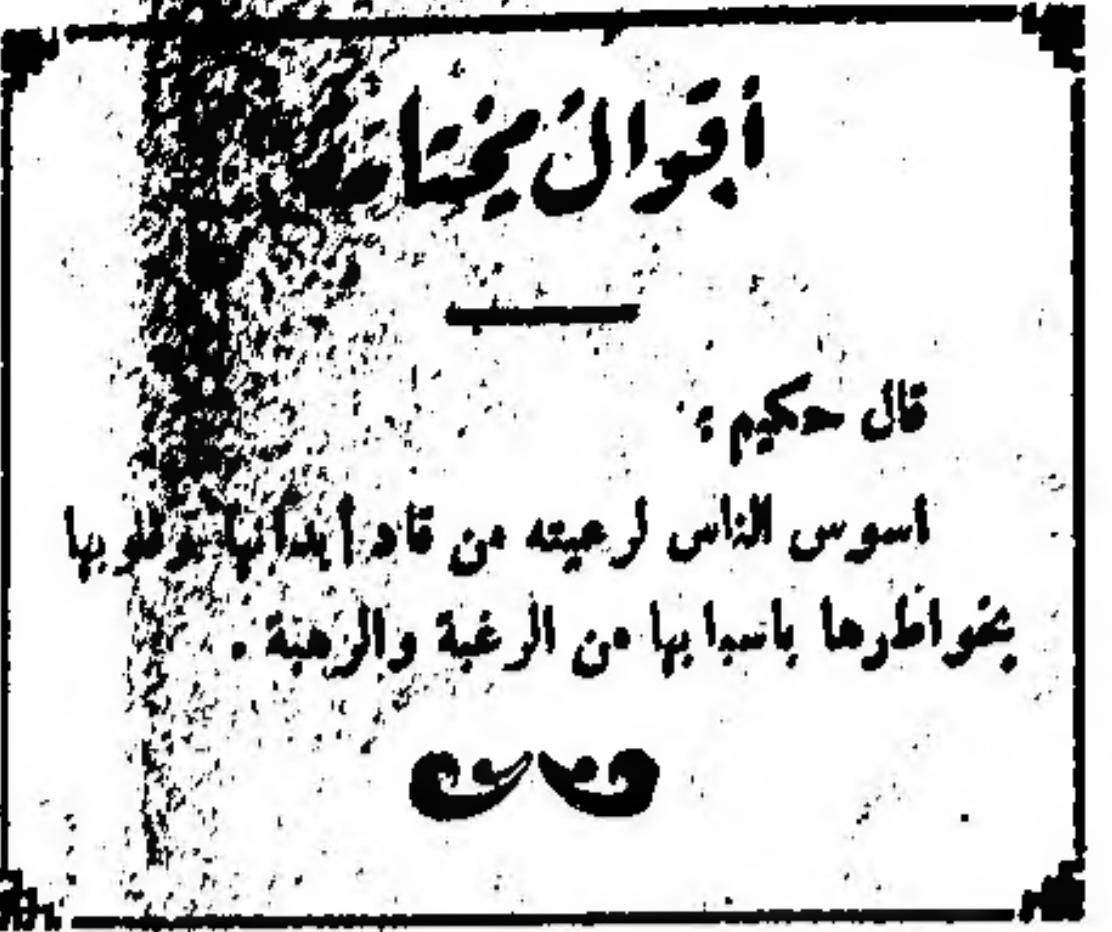 أقوال مختارة
قال حكيم :
اسوس الناس لرعيته من قاد أبدانها بقلوبها
بخواطرها باسبابها من الرغبة والرهبة .